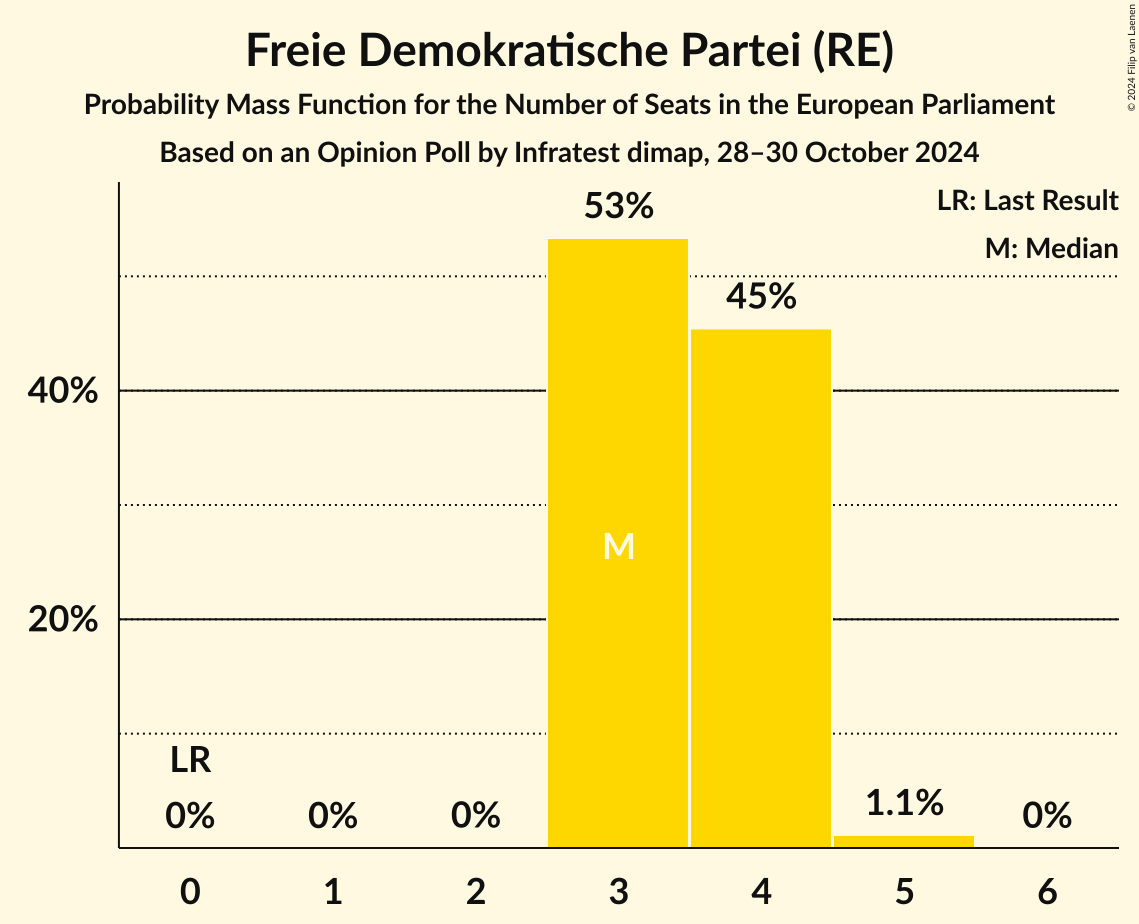 Freie Demokratische Partei (RE)
Probability Mass Function for the Number of Seats in the European Parliament
Based on an Opinion Poll by Infratest dimap, 28–30 October 2024
© 2024 Filip van Laenen
LR: Last Result
M: Median
53%
45%
40%
M
20%
LR
0%
0%
0%
1.1%
0%
0
1
2
3
4
5
6